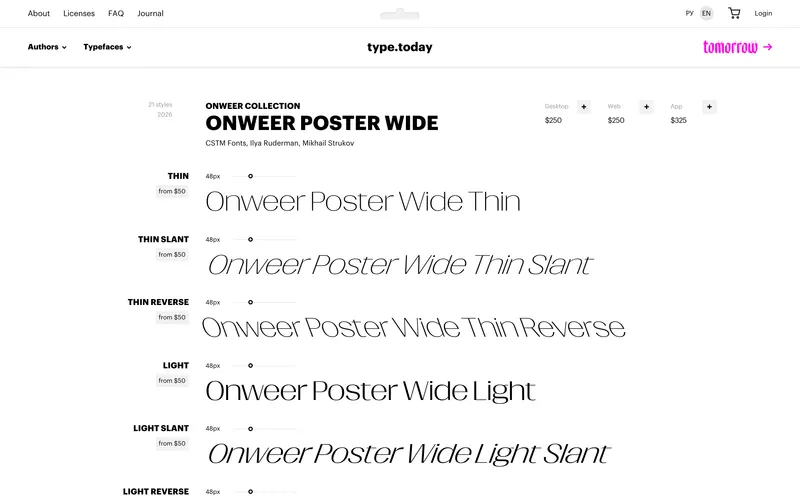 About Licenses FAQ Journal
РУ EN Login
Authors Typefaces
type.today
tomorrow →
21 styles
2026
ONWEER COLLECTION
ONWEER POSTER WIDE
CSTM Fonts, Ilya Ruderman, Mikhail Strukov
Desktop + Web + App +
$250 $250 $325
THIN 48px
from $50
Onweer Poster Wide Thin
THIN SLANT 48px
from $50
Onweer Poster Wide Thin Slant
THIN REVERSE 48px
from $50
Onweer Poster Wide Thin Reverse
LIGHT 48px
from $50
Onweer Poster Wide Light
LIGHT SLANT 48px
from $50
Onweer Poster Wide Light Slant
LIGHT REVERSE 48px